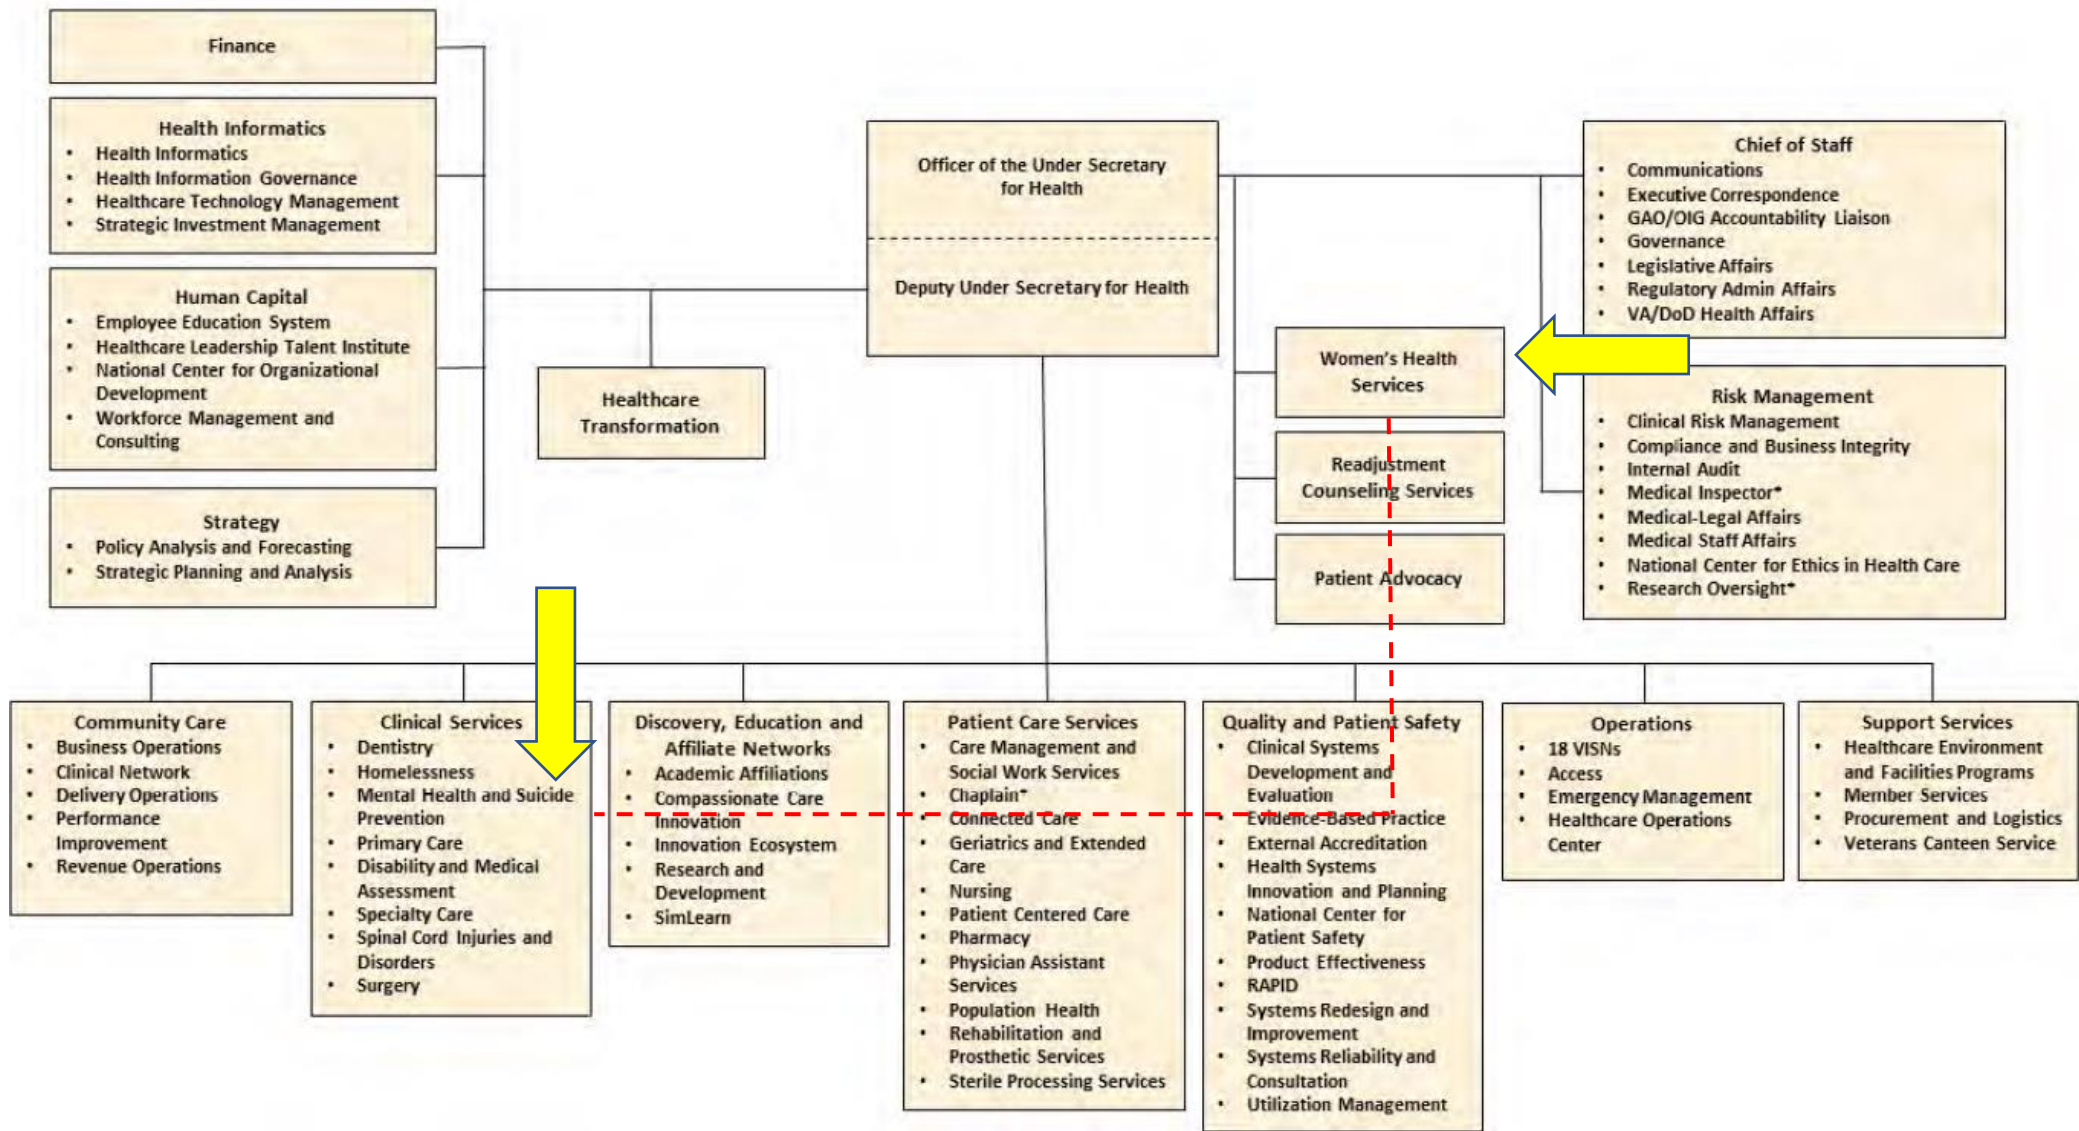 Finance
Health Informatics
• Health Informatics
• Health Information Governance
• Healthcare Technology Management
• Strategic Investment Management
Human Capital
• Employee Education System
• Healthcare Leadership Talent Institute
• National Center for Organizational
Development
• Workforce Management and
Consulting
Strategy
• Policy Analysis and Forecasting
• Strategic Planning and Analysis
Healthcare
Transformation
Officer of the Under Secretary
for Health
Deputy Under Secretary for Health
Women's Health
Services
Readjustment
Counseling Services
Patient Advocacy
Chief of Staff
• Communications
• Executive Correspondence
• GAO/OIG Accountability Liaison
• Governance
• Legislative Affairs
• Regulatory Admin Affairs
• VA/DoD Health Affairs
Risk Management
• Clinical Risk Management
• Compliance and Business Integrity
• Internal Audit
• Medical Inspector*
• Medical-Legal Affairs
• Medical Staff Affairs
• National Center for Ethics in Health Care
• Research Oversight*
Community Care
• Business Operations
• Clinical Network
• Delivery Operations
• Performance
Improvement
• Revenue Operations
Clinical Services
• Dentistry
• Homelessness
• Mental Health and Suicide
Prevention
• Primary Care
• Disability and Medical
Assessment
• Specialty Care
• Spinal Cord Injuries and
Disorders
• Surgery
Discovery, Education and
Affiliate Networks
• Academic Affiliations
• Compassionate Care
Innovation
• Innovation Ecosystem
• Research and
Development
• SimLearn
Patient Care Services
• Care Management and
Social Work Services
• Chaplain*
• Connected Care
• Geriatrics and Extended
Care
• Nursing
• Patient Centered Care
• Pharmacy
• Physician Assistant
Services
• Population Health
• Rehabilitation and
Prosthetic Services
• Sterile Processing Services
Quality and Patient Safety
• Clinical Systems
Development and
Evaluation
• Evidence-Based Practice
• External Accreditation
• Health Systems
Innovation and Planning
• National Center for
Patient Safety
• Product Effectiveness
• RAPID
• Systems Redesign and
Improvement
• Systems Reliability and
Consultation
• Utilization Management
Operations
• 18 VISNs
• Access
• Emergency Management
• Healthcare Operations
Center
Support Services
• Healthcare Environment
and Facilities Programs
• Member Services
• Procurement and Logistics
• Veterans Canteen Service